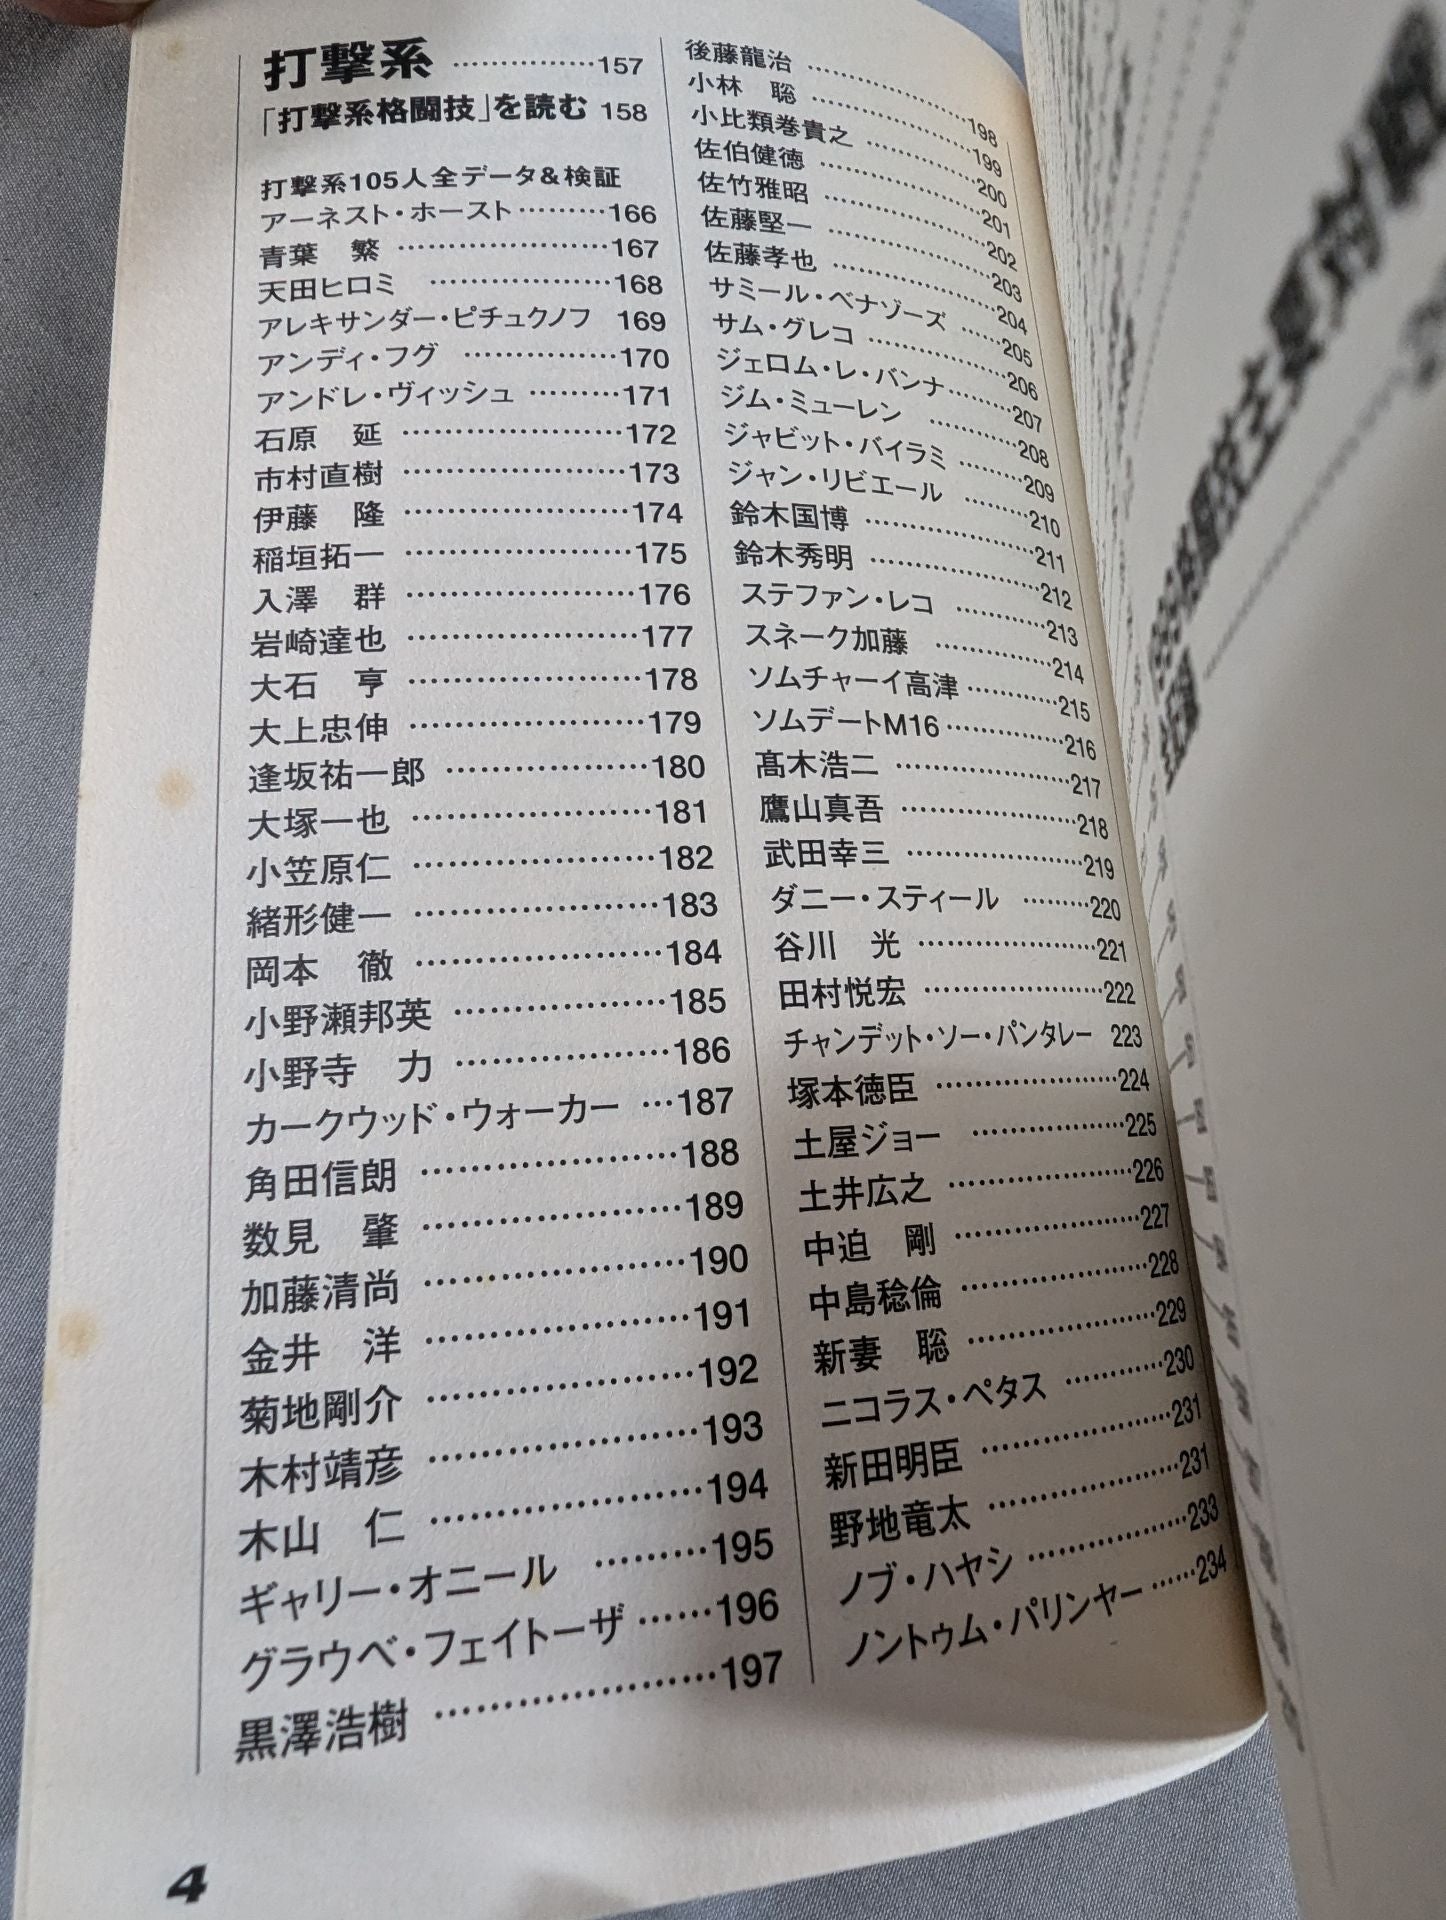 打撃系 ……………157
「打撃系格闘技」を読む 158
打撃系105人全データ&検証
アーネスト・ホースト………166
青葉　繁 …………………167
天田ヒロミ ………………168
アレキサンダー・ピチュクノフ 169
アンディ・フグ ……………170
アンドレ・ヴィッシュ ………171
石原　延 …………………172
市村直樹 …………………173
伊藤　隆 …………………174
稲垣拓一 …………………175
入澤　群 …………………176
岩崎達也 …………………177
大石　亨 …………………178
大上忠伸 …………………179
逢坂祐一郎 ………………180
大塚一也 …………………181
小笠原仁 …………………182
緒形健一 …………………183
岡本　徹 …………………184
小野瀬邦英 ………………185
小野寺　力 ………………186
カークウッド・ウォーカー …187
角田信朗 …………………188
数見　肇 …………………189
加藤清尚 …………………190
金井　洋 …………………191
菊地剛介 …………………192
木村靖彦 …………………193
木山　仁 …………………194
ギャリー・オニール ………195
グラウベ・フェイトーザ ……196
黒澤浩樹 …………………197
後藤龍治 …………………198
小林　聡 …………………199
小比類巻貴之 ……………200
佐伯健徳 …………………201
佐竹雅昭 …………………202
佐藤堅一 …………………203
佐藤孝也 …………………204
サミール・ベナゾーズ ……205
サム・グレコ ………………206
ジェロム・レ・バンナ………207
ジム・ミューレン …………208
ジャビット・バイラミ ………209
ジャン・リビエール ………210
鈴木国博 …………………211
鈴木秀明 …………………212
ステファン・レコ …………213
スネーク加藤 ……………214
ソムチャーイ高津…………215
ソムデートM16……………216
髙木浩二 …………………217
鷹山真吾 …………………218
武田幸三 …………………219
ダニー・スティール ………220
谷川　光 …………………221
田村悦宏 …………………222
チャンデット・ソー・パンタレー 223
塚本徳臣 …………………224
土屋ジョー ………………225
土井広之 …………………226
中迫　剛 …………………227
中島稔倫 …………………228
新妻　聡 …………………229
ニコラス・ペタス …………230
新田明臣 …………………231
野地竜太 …………………231
ノブ・ハヤシ ………………233
ノントゥム・パリンヤー ……234
4